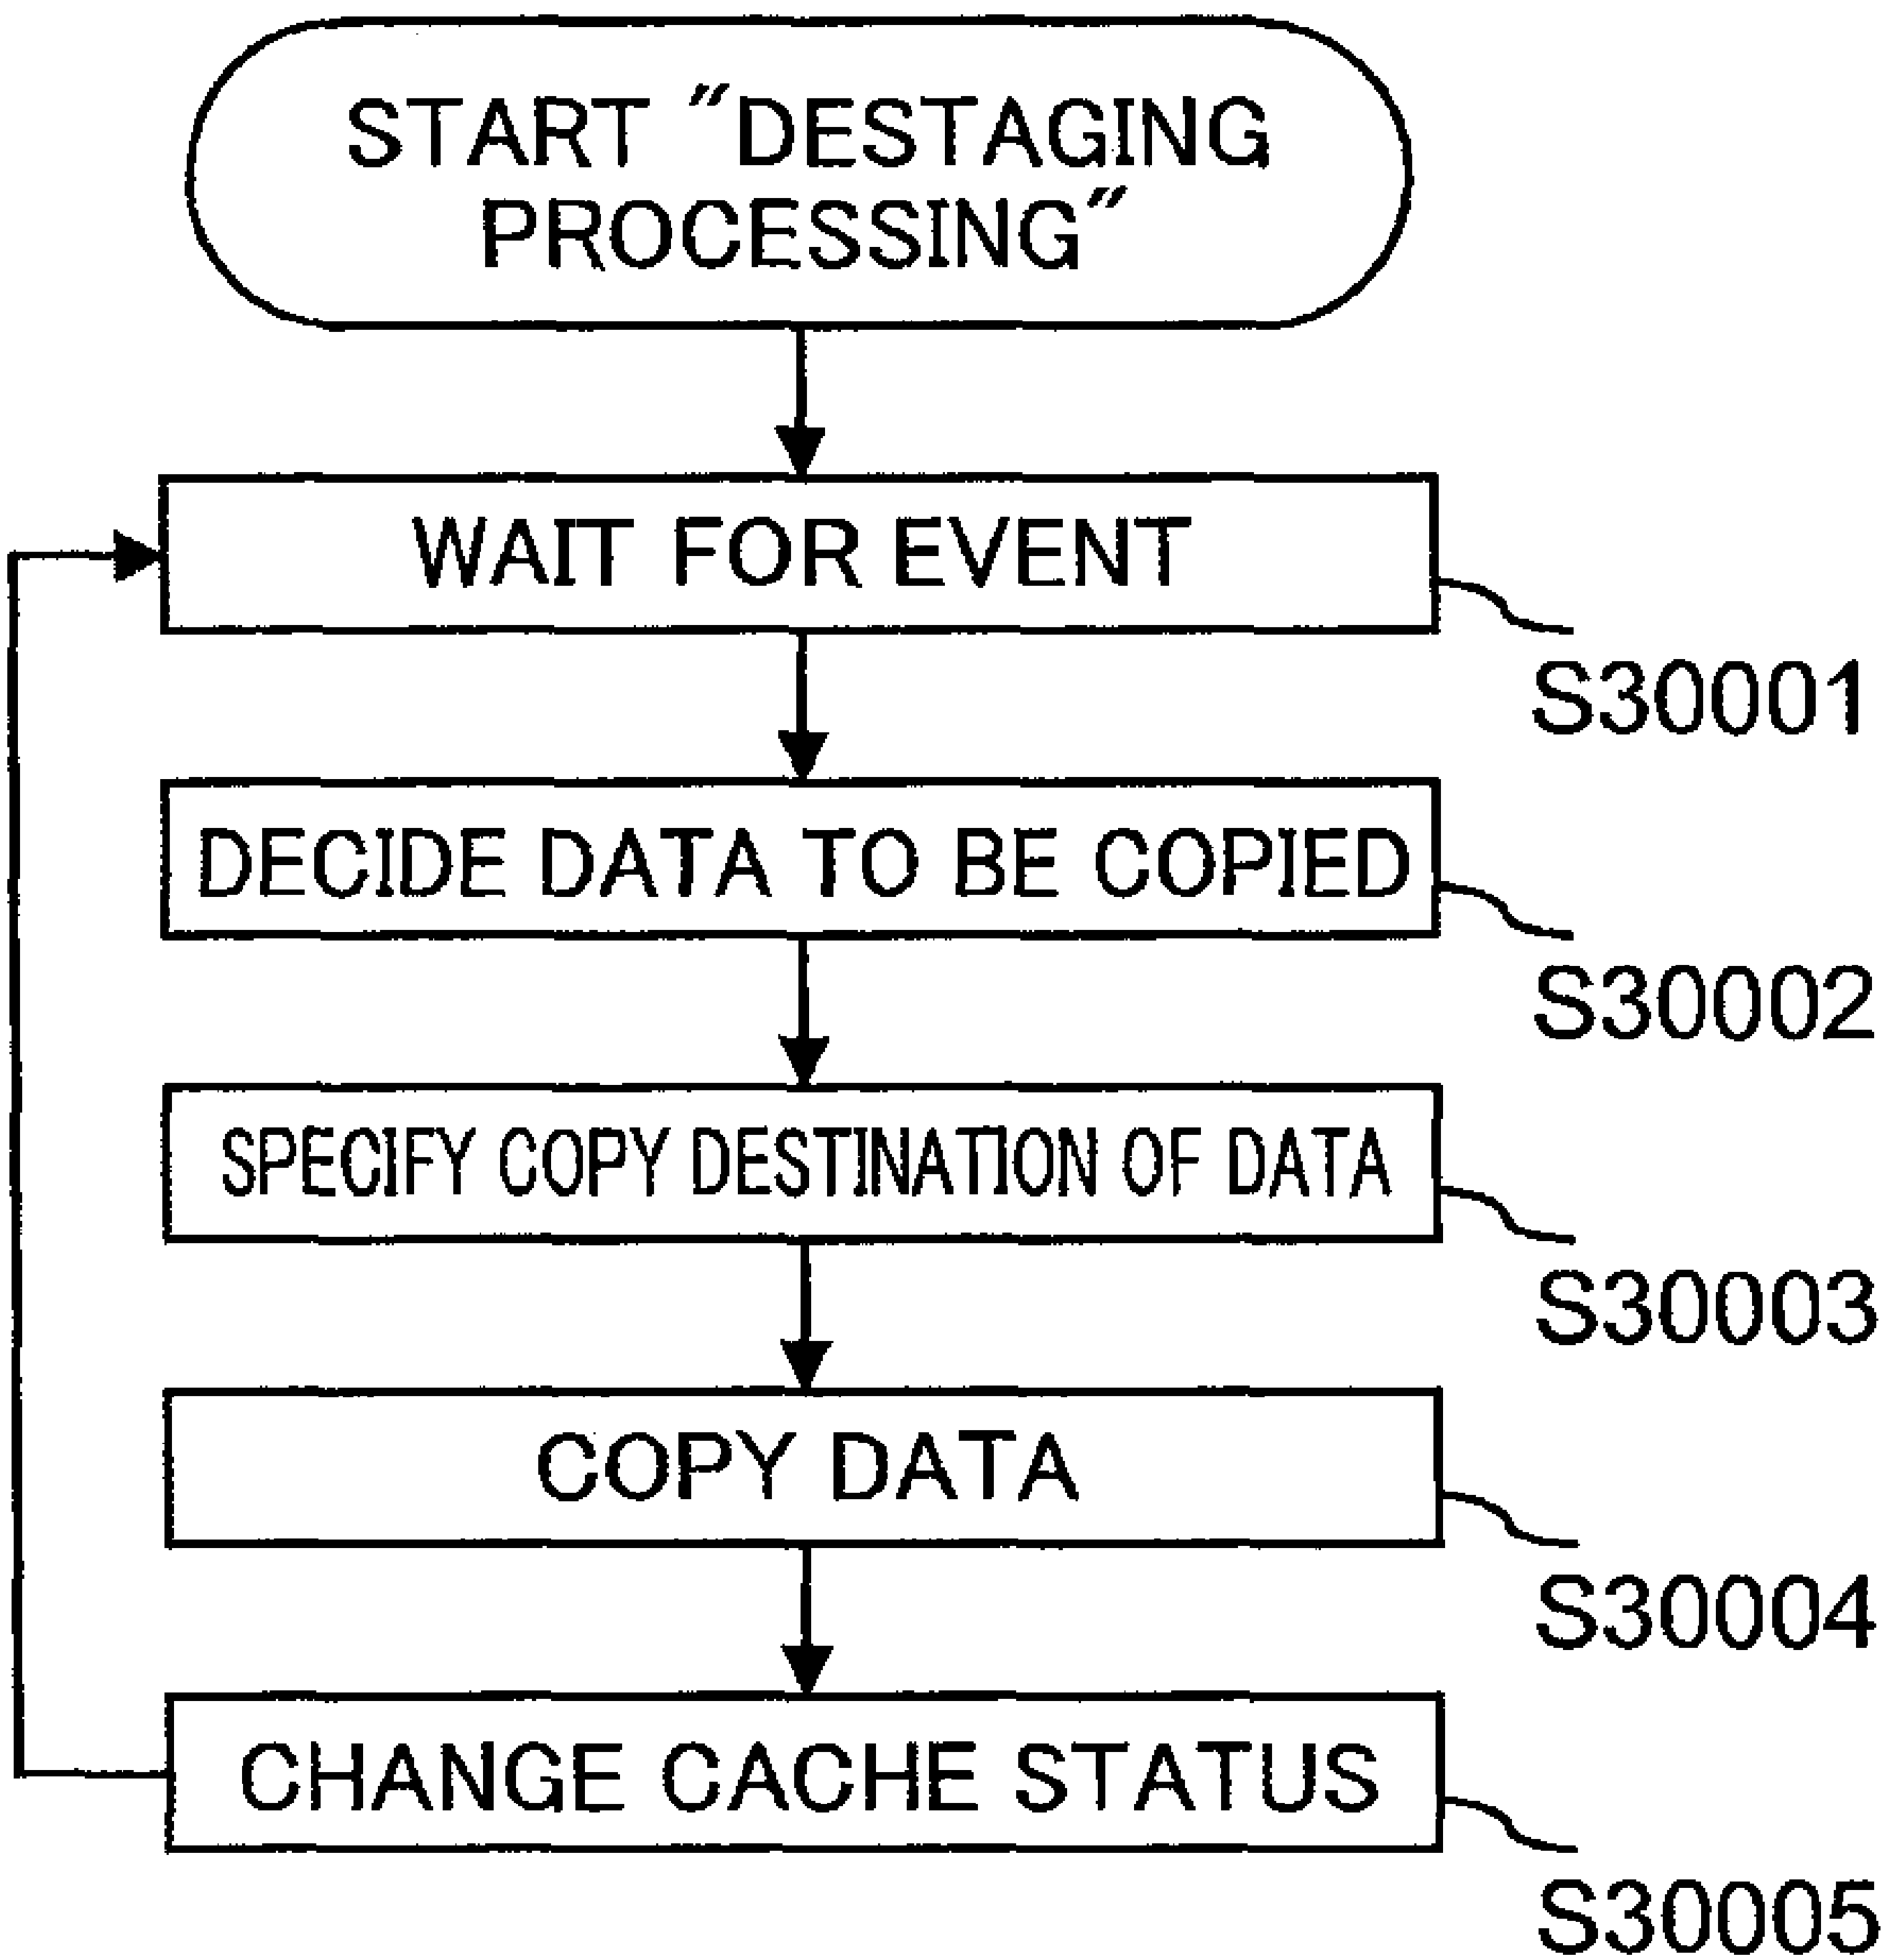 START "DESTAGING
PROCESSING"
WAIT FOR EVENT
S30001
DECIDE DATA TO BE COPIED
S30002
SPECIFY COPY DESTINATION OF DATA
S30003
COPY DATA
S30004
CHANGE CACHE STATUS
S30005